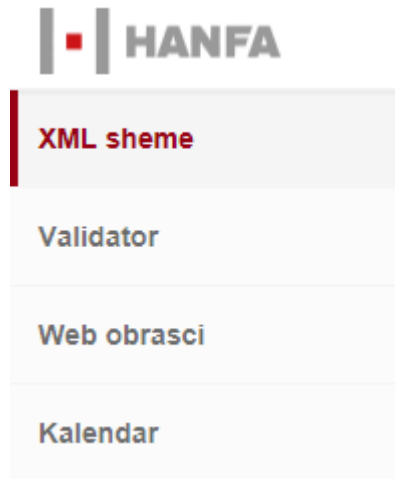 HANFA
XML sheme
Validator
Web obrasci
Kalendar